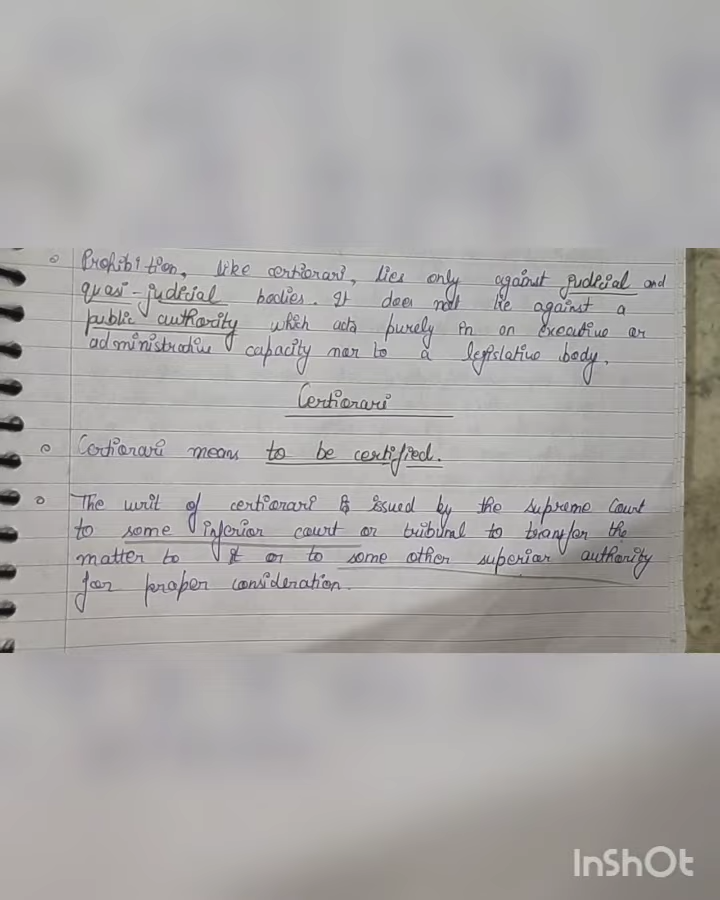 Prohibition, like certiorari, lies only against judicial and
quasi-judicial bodies. It does not lie against a
public authority which acts purely in an executive or
administrative capacity nor to a legislative body.
Certiorari
Certiorari means to be certified.
The writ of certiorari is issued by the supreme court
to some inferior court or tribunal to transfer the
matter to it or to some other superior authority
for proper consideration.
InShOt